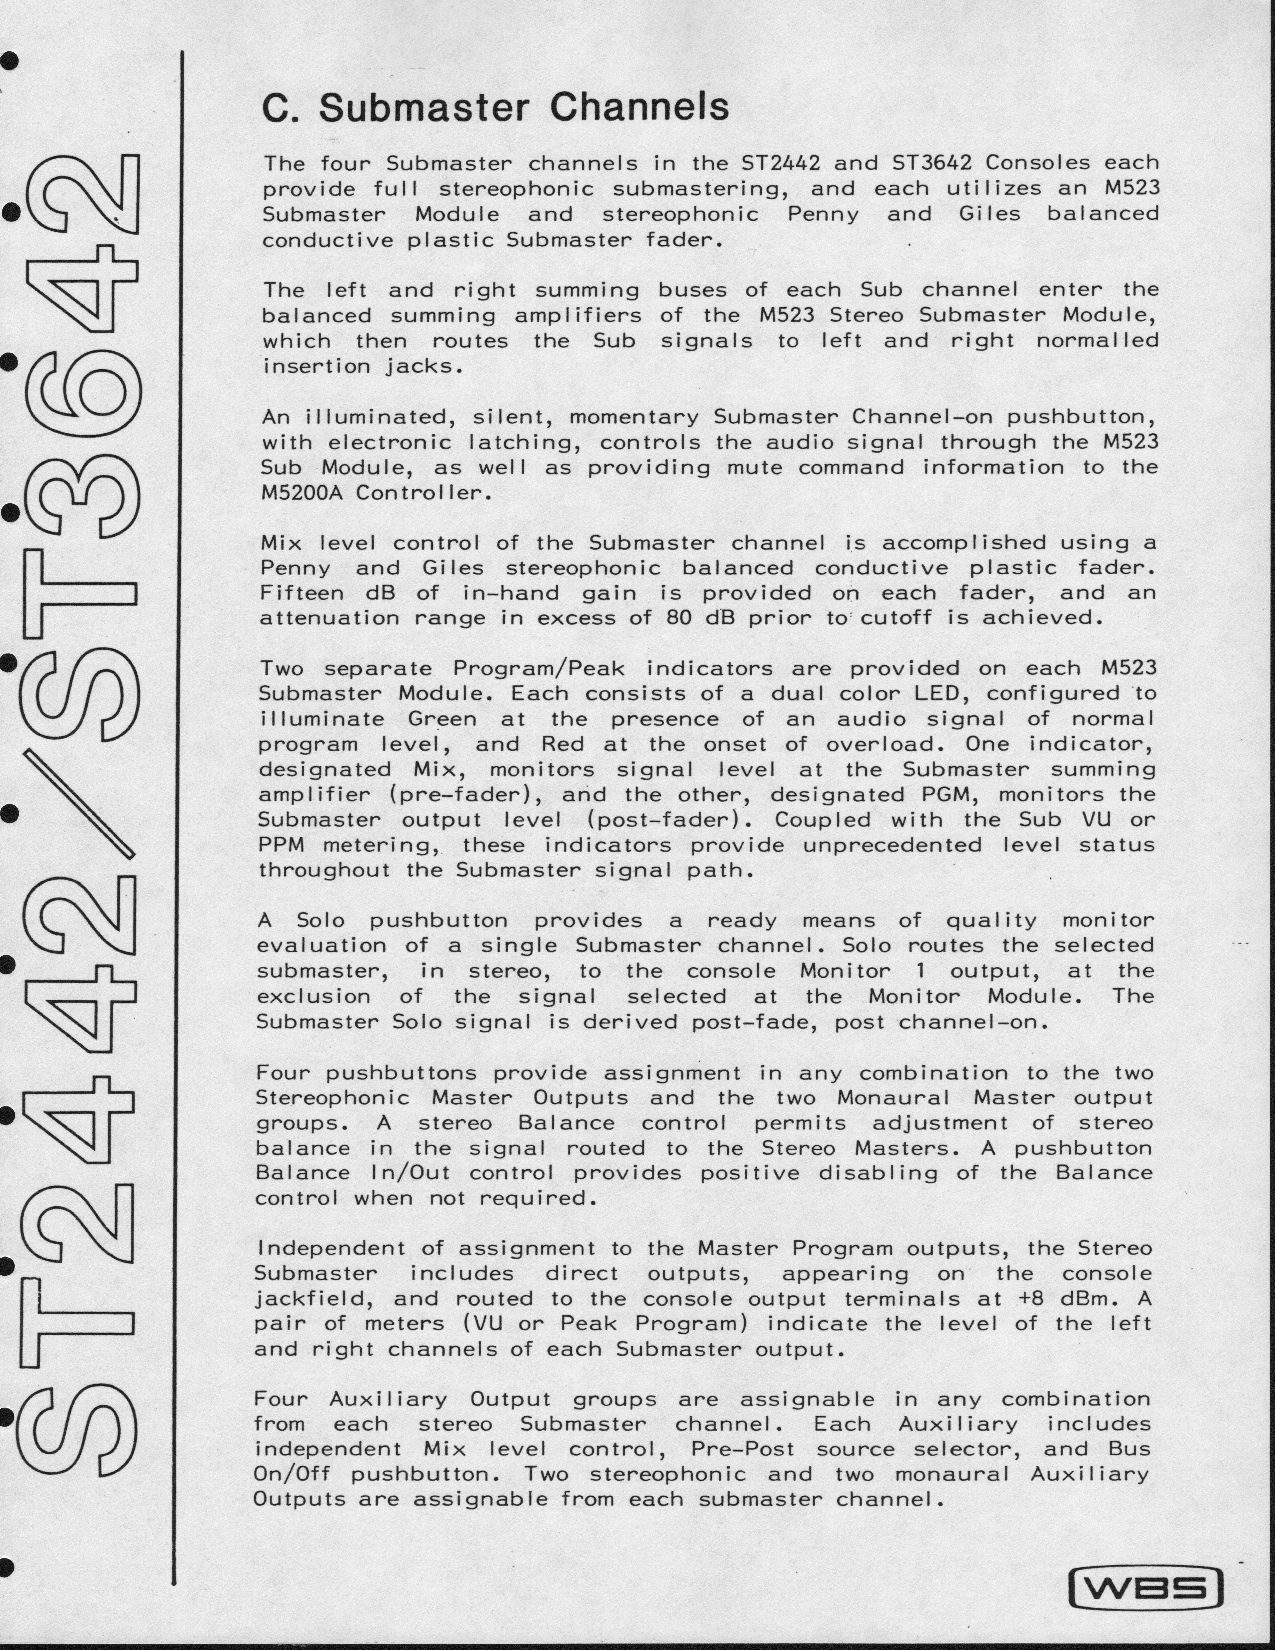 ST2442/ST3642
C. Submaster Channels
The four Submaster channels in the ST2442 and ST3642 Consoles each
provide full stereophonic submastering, and each utilizes an M523
Submaster Module and stereophonic Penny and Giles balanced
conductive plastic Submaster fader.
The left and right summing buses of each Sub channel enter the
balanced summing amplifiers of the M523 Stereo Submaster Module,
which then routes the Sub signals to left and right normalled
insertion jacks.
An illuminated, silent, momentary Submaster Channel-on pushbutton,
with electronic latching, controls the audio signal through the M523
Sub Module, as well as providing mute command information to the
M5200A Controller.
Mix level control of the Submaster channel is accomplished using a
Penny and Giles stereophonic balanced conductive plastic fader.
Fifteen dB of in-hand gain is provided on each fader, and an
attenuation range in excess of 80 dB prior to cutoff is achieved.
Two separate Program/Peak indicators are provided on each M523
Submaster Module. Each consists of a dual color LED, configured to
illuminate Green at the presence of an audio signal of normal
program level, and Red at the onset of overload. One indicator,
designated Mix, monitors signal level at the Submaster summing
amplifier (pre-fader), and the other, designated PGM, monitors the
Submaster output level (post-fader). Coupled with the Sub VU or
PPM metering, these indicators provide unprecedented level status
throughout the Submaster signal path.
A Solo pushbutton provides a ready means of quality monitor
evaluation of a single Submaster channel. Solo routes the selected
submaster, in stereo, to the console Monitor 1 output, at the
exclusion of the signal selected at the Monitor Module. The
Submaster Solo signal is derived post-fade, post channel-on.
Four pushbuttons provide assignment in any combination to the two
Stereophonic Master Outputs and the two Monaural Master output
groups. A stereo Balance control permits adjustment of stereo
balance in the signal routed to the Stereo Masters. A pushbutton
Balance In/Out control provides positive disabling of the Balance
control when not required.
Independent of assignment to the Master Program outputs, the Stereo
Submaster includes direct outputs, appearing on the console
jackfield, and routed to the console output terminals at +8 dBm. A
pair of meters (VU or Peak Program) indicate the level of the left
and right channels of each Submaster output.
Four Auxiliary Output groups are assignable in any combination
from each stereo Submaster channel. Each Auxiliary includes
independent Mix level control, Pre-Post source selector, and Bus
On/Off pushbutton. Two stereophonic and two monaural Auxiliary
Outputs are assignable from each submaster channel.
WBS